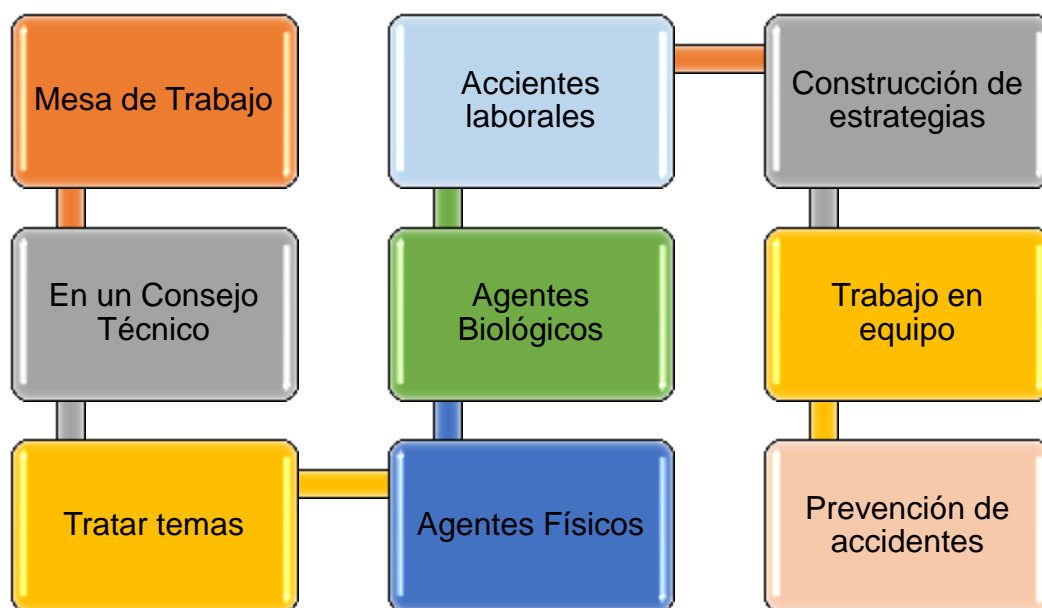 Mesa de Trabajo
En un Consejo
Técnico
Tratar temas
Agentes Físicos
Agentes
Biológicos
Accientes
laborales
Construcción de
estrategias
Trabajo en
equipo
Prevención de
accidentes